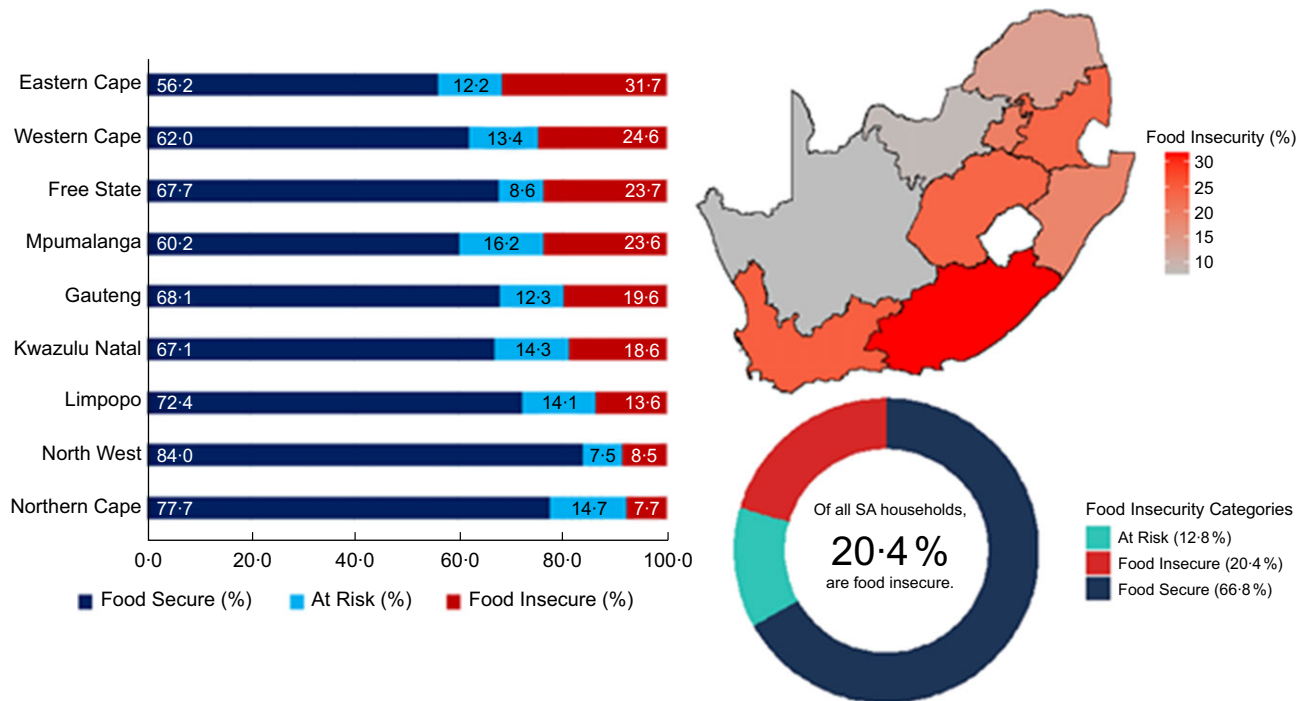 Eastern Cape 56·2 12·2 31·7
Western Cape 62·0 13·4 24·6
Free State 67·7 8·6 23·7
Mpumalanga 60·2 16·2 23·6
Gauteng 68·1 12·3 19·6
Kwazulu Natal 67·1 14·3 18·6
Limpopo 72·4 14·1 13·6
North West 84·0 7·5 8·5
Northern Cape 77·7 14·7 7·7
0·0 20·0 40·0 60·0 80·0 100·0
Food Secure (%) At Risk (%) Food Insecure (%)
Food Insecurity (%)
30
25
20
15
10
Of all SA households,
20·4 %
are food insecure.
Food Insecurity Categories
At Risk (12·8 %)
Food Insecure (20·4 %)
Food Secure (66·8 %)